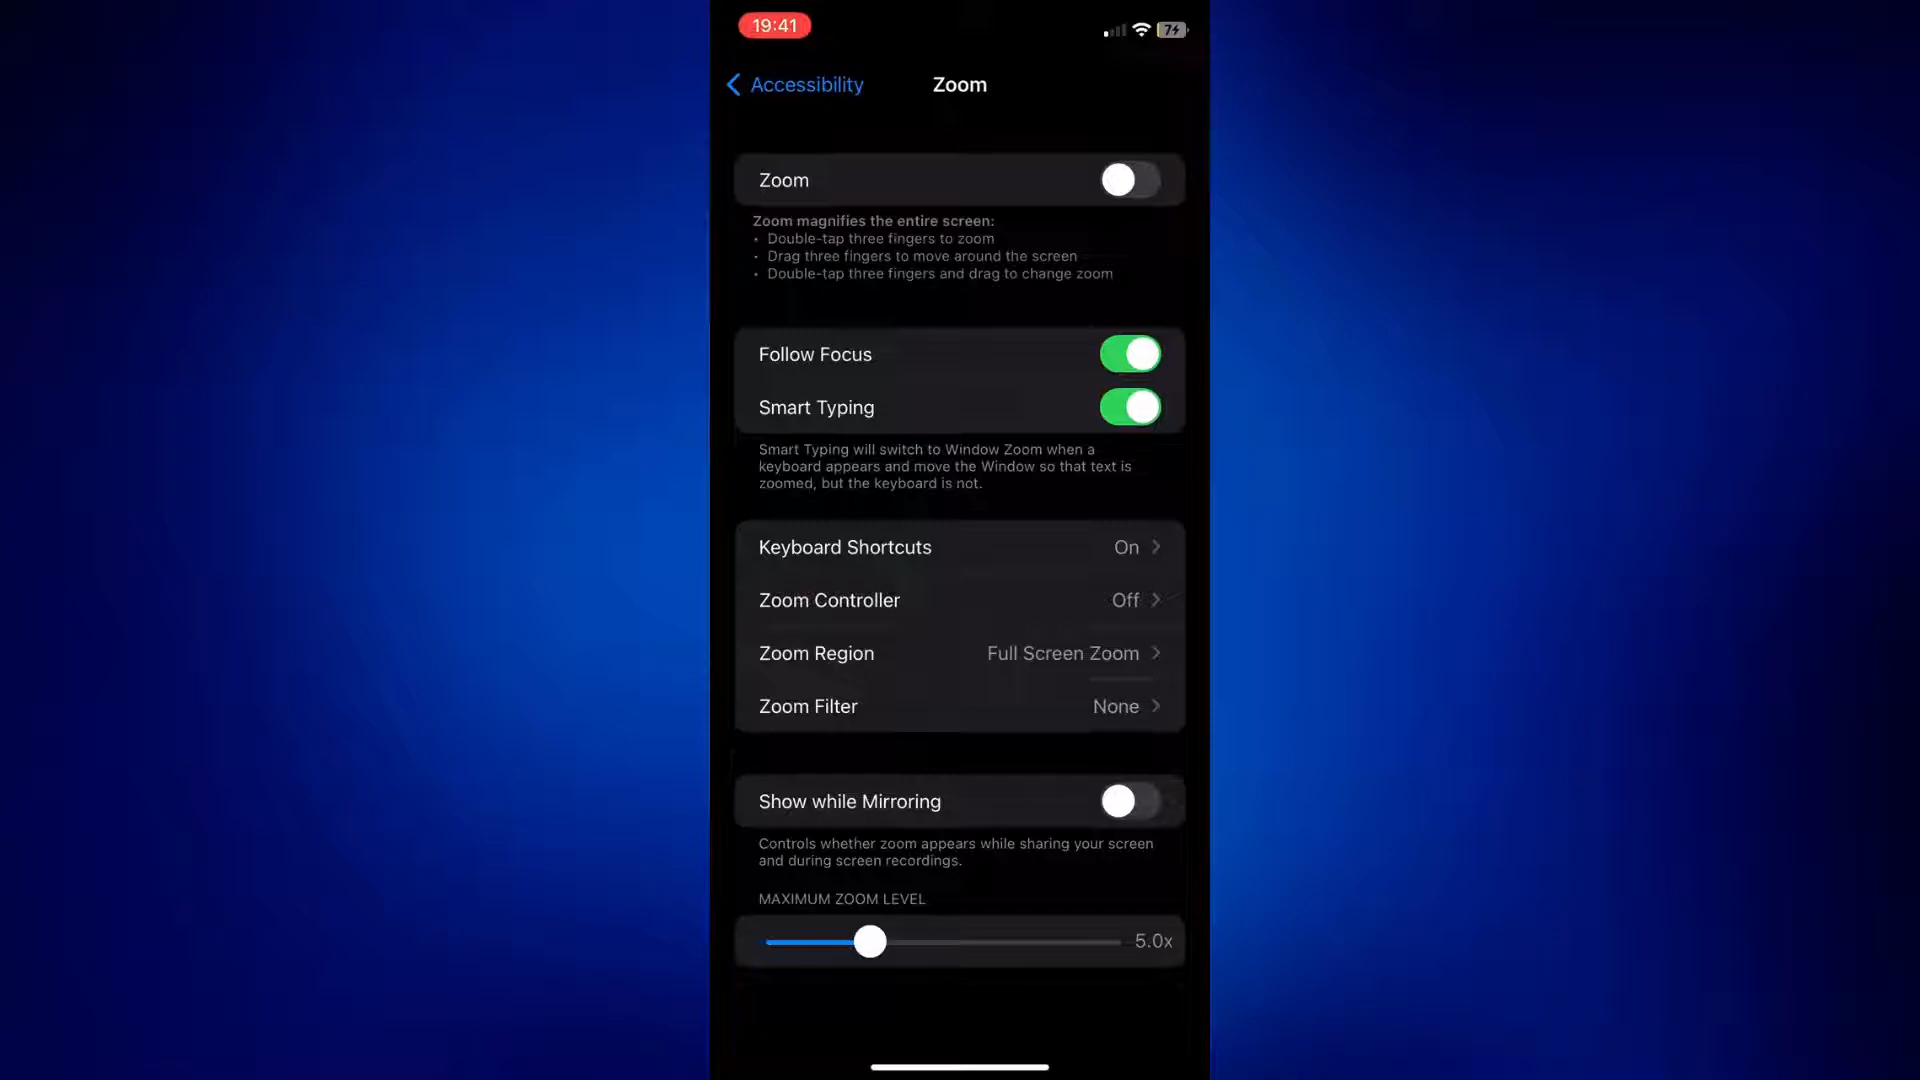 19:41
7
Accessibility
Zoom
Zoom
Zoom magnifies the entire screen:
• Double-tap three fingers to zoom
• Drag three fingers to move around the screen
• Double-tap three fingers and drag to change zoom
Follow Focus
Smart Typing
Smart Typing will switch to Window Zoom when a
keyboard appears and move the Window so that text is
zoomed, but the keyboard is not.
Keyboard Shortcuts On
Zoom Controller Off
Zoom Region Full Screen Zoom
Zoom Filter None
Show while Mirroring
Controls whether zoom appears while sharing your screen
and during screen recordings.
MAXIMUM ZOOM LEVEL
5.0x